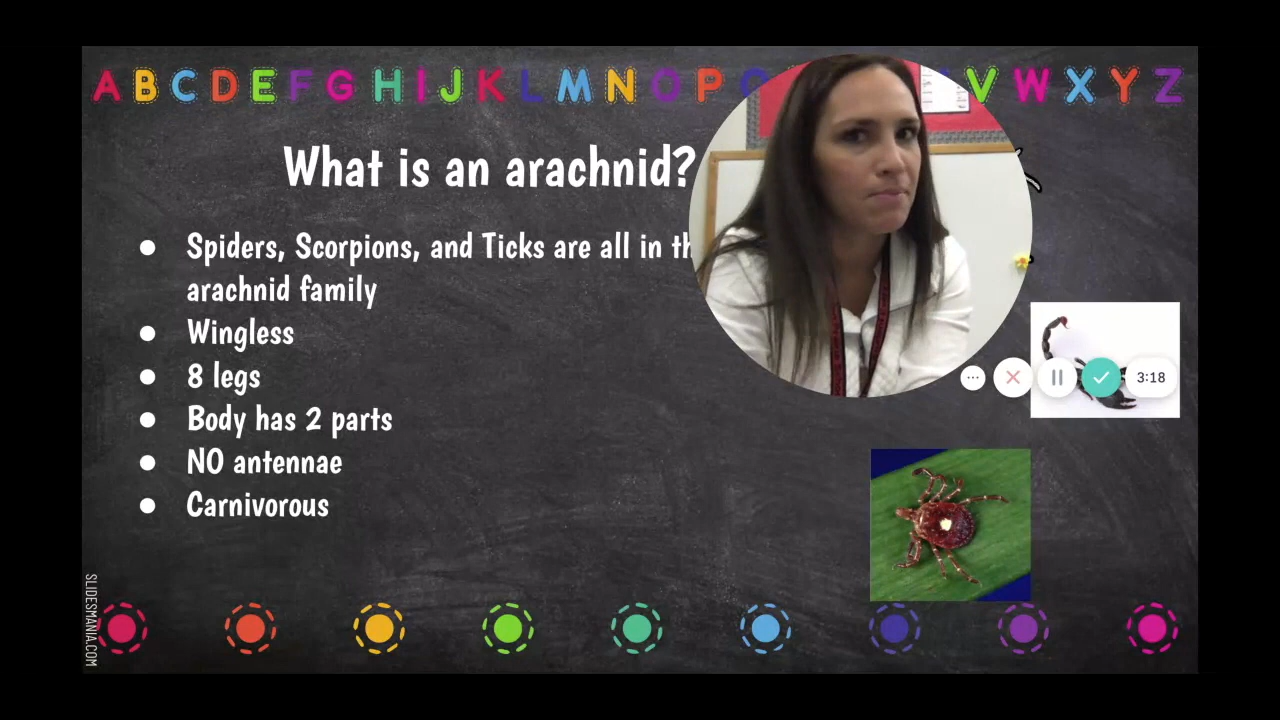 A B C D E F G H I J K L M N O P V W X Y Z
What is an arachnid?
Spiders, Scorpions, and Ticks are all in th
arachnid family
Wingless
8 legs
Body has 2 parts
NO antennae
Carnivorous
3:18
SLIDESMANIA.COM